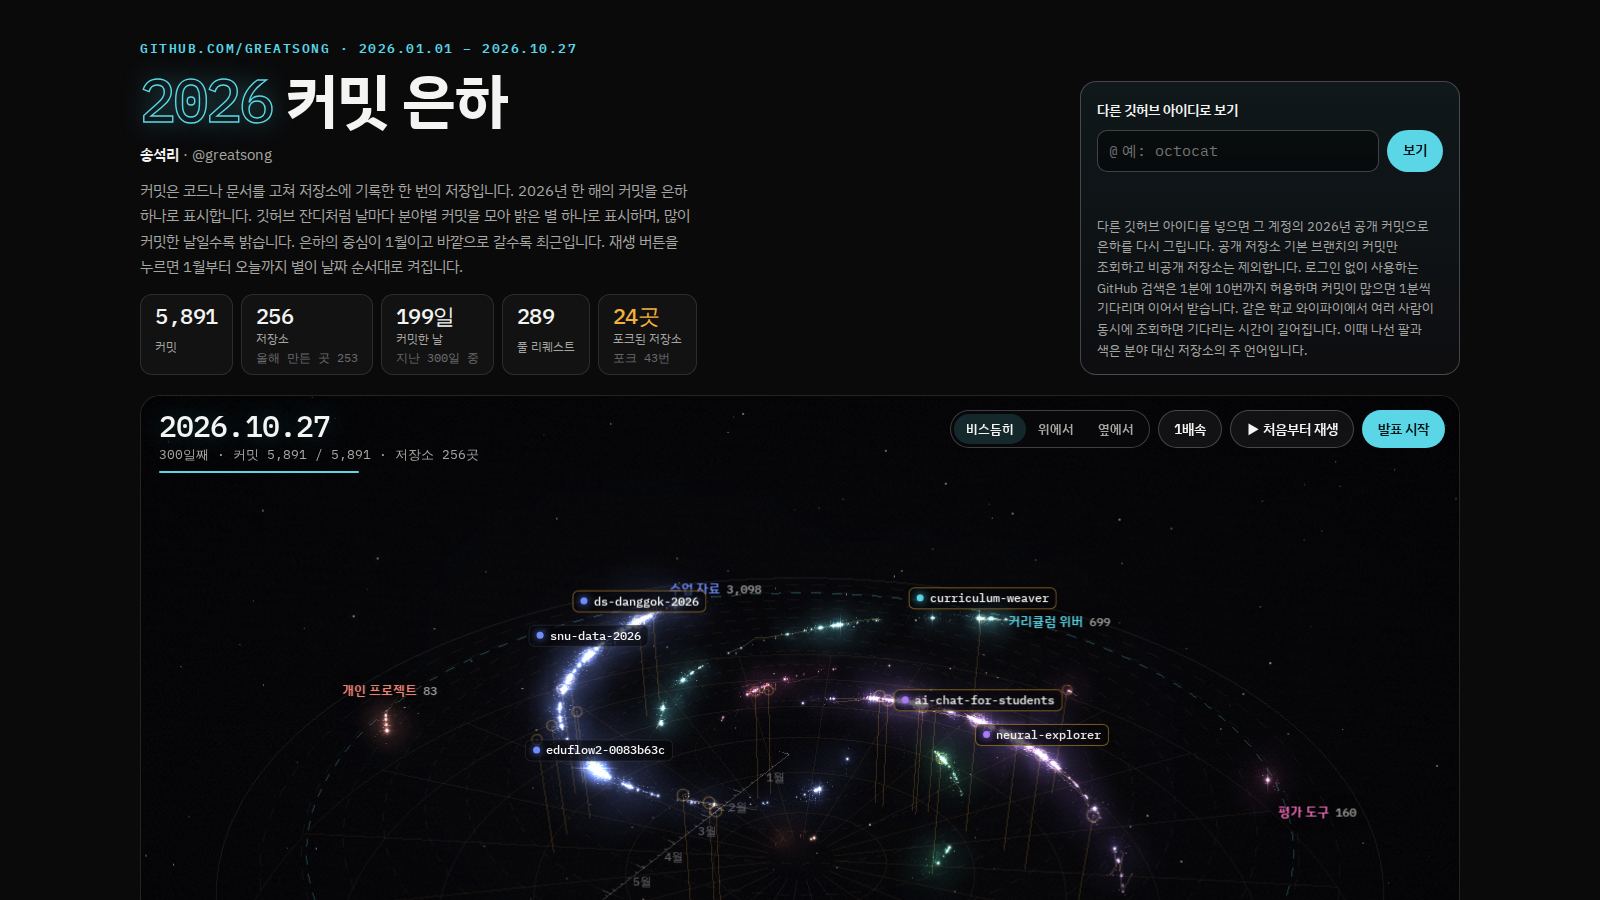 GITHUB.COM/GREATSONG · 2026.01.01 – 2026.10.27
2026 커밋 은하
송석리 · @greatsong
커밋은 코드나 문서를 고쳐 저장소에 기록한 한 번의 저장입니다. 2026년 한 해의 커밋을 은하
하나로 표시합니다. 깃허브 잔디처럼 날마다 분야별 커밋을 모아 밝은 별 하나로 표시하며, 많이
커밋한 날일수록 밝습니다. 은하의 중심이 1월이고 바깥으로 갈수록 최근입니다. 재생 버튼을
누르면 1월부터 오늘까지 별이 날짜 순서대로 켜집니다.
5,891
커밋
256
저장소
올해 만든 곳 253
199일
커밋한 날
지난 300일 중
289
풀 리퀘스트
24곳
포크된 저장소
포크 43번
다른 깃허브 아이디로 보기
@ 예: octocat
보기
다른 깃허브 아이디를 넣으면 그 계정의 2026년 공개 커밋으로
은하를 다시 그립니다. 공개 저장소 기본 브랜치의 커밋만
조회하고 비공개 저장소는 제외합니다. 로그인 없이 사용하는
GitHub 검색은 1분에 10번까지 허용하며 커밋이 많으면 1분씩
기다리며 이어서 받습니다. 같은 학교 와이파이에서 여러 사람이
동시에 조회하면 기다리는 시간이 길어집니다. 이때 나선 팔과
색은 분야 대신 저장소의 주 언어입니다.
2026.10.27
300일째 · 커밋 5,891 / 5,891 · 저장소 256곳
비스듬히
위에서
옆에서
1배속
▶ 처음부터 재생
발표 시작
수업 자료 3,098
ds-danggok-2026
curriculum-weaver
커리큘럼 위버 699
snu-data-2026
개인 프로젝트 83
ai-chat-for-students
neural-explorer
eduflow2-0083b63c
1월
2월
평가 도구 160
3월
4월
5월